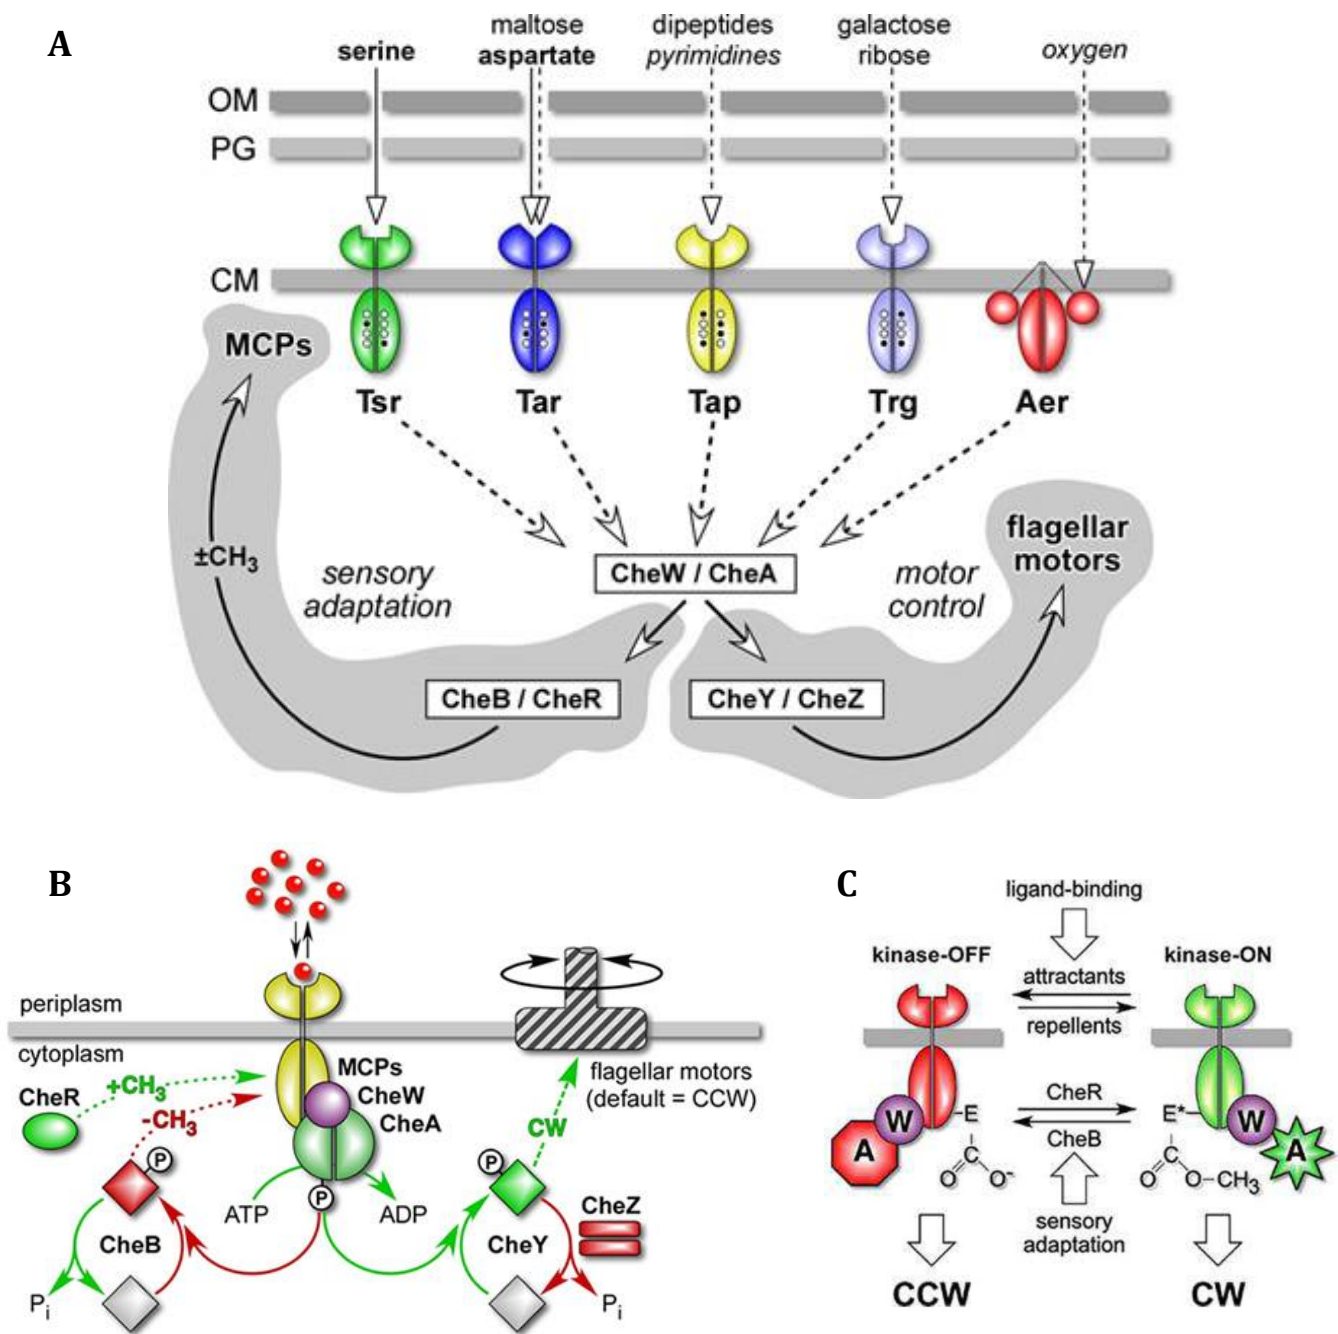 A
serine
maltose
aspartate
dipeptides
pyrimidines
galactose
ribose
oxygen
OM
PG
CM
MCPs
Tsr
Tar
Tap
Trg
Aer
±CH₃
sensory
adaptation
CheW / CheA
motor
control
flagellar
motors
CheB / CheR
CheY / CheZ
B
periplasm
cytoplasm
CheR
+CH₃
-CH₃
MCPs
CheW
CheA
flagellar motors
(default = CCW)
CW
P
P
P
ATP
ADP
CheB
CheY
CheZ
Pi
Pi
C
ligand-binding
kinase-OFF
kinase-ON
attractants
repellents
CheR
CheB
W
A
E
C
O
O⁻
E*
W
A
C
O
O-CH₃
sensory
adaptation
CCW
CW